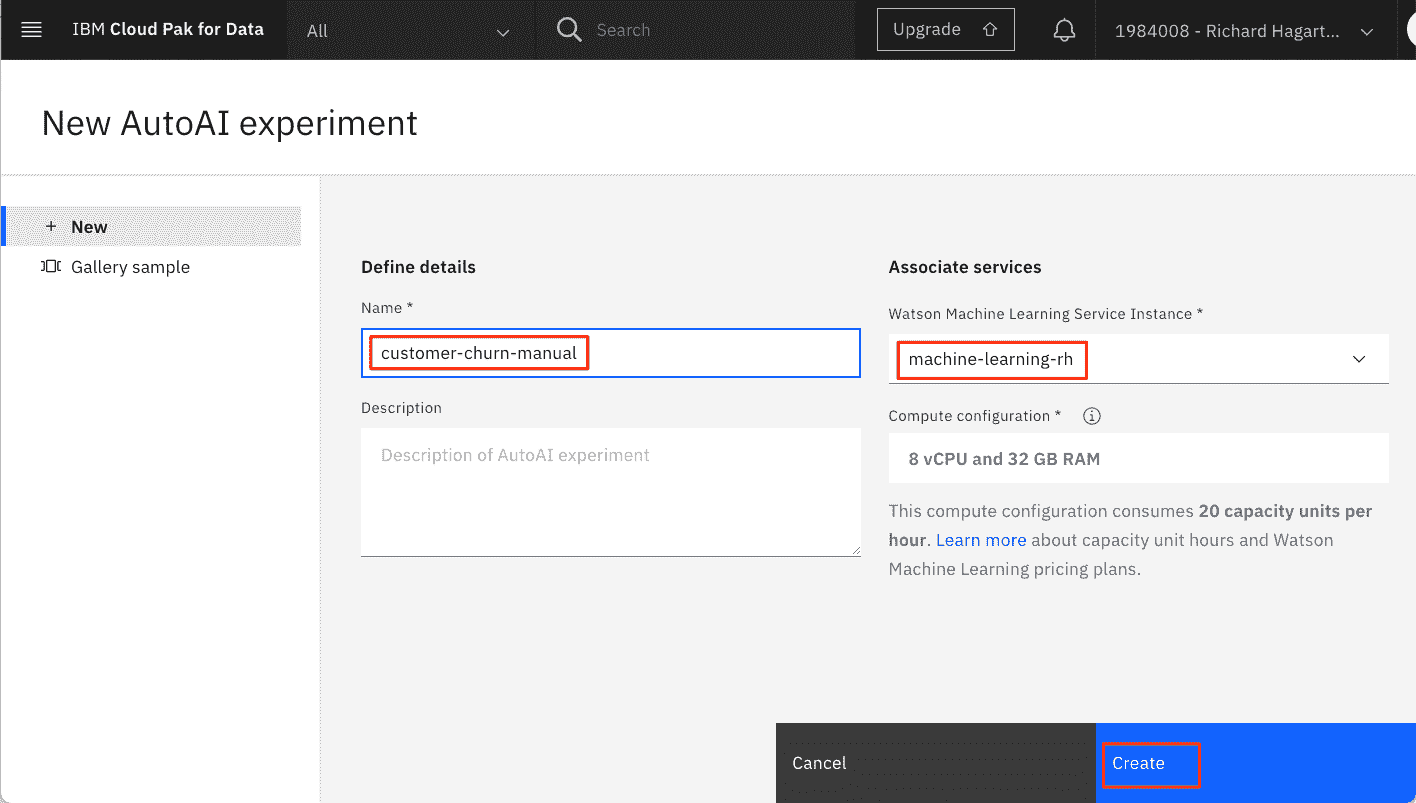 IBM Cloud Pak for Data
All
Search
Upgrade
1984008 - Richard Hagart...
New AutoAI experiment
+ New
Gallery sample
Define details
Name *
customer-churn-manual
Description
Description of AutoAI experiment
Associate services
Watson Machine Learning Service Instance *
machine-learning-rh
Compute configuration *
8 vCPU and 32 GB RAM
This compute configuration consumes 20 capacity units per
hour. Learn more about capacity unit hours and Watson
Machine Learning pricing plans.
Cancel
Create